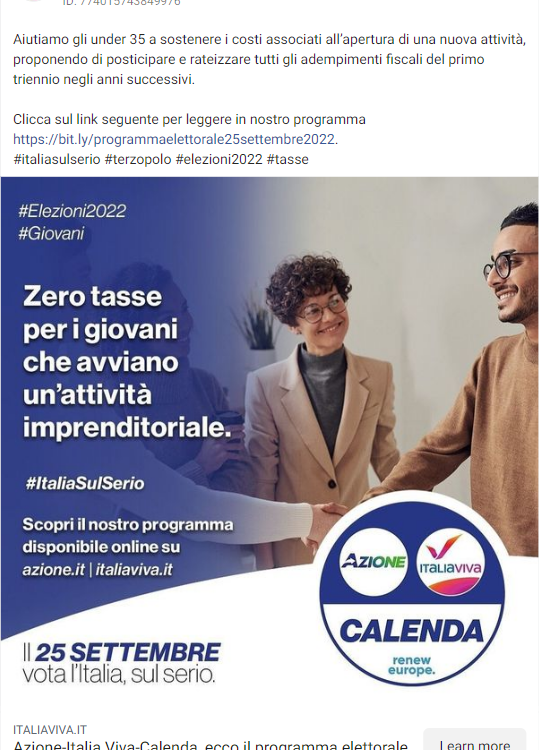 ID: 774015743849976
Aiutiamo gli under 35 a sostenere i costi associati all'apertura di una nuova attività,
proponendo di posticipare e rateizzare tutti gli adempimenti fiscali del primo
triennio negli anni successivi.
Clicca sul link seguente per leggere in nostro programma
https://bit.ly/programmaelettorale25settembre2022.
#italiasulserio #terzopolo #elezioni2022 #tasse
#Elezioni2022
#Giovani
Zero tasse
per i giovani
che avviano
un'attività
imprenditoriale.
#ItaliaSulSerio
Scopri il nostro programma
disponibile online su
azione.it | italiaviva.it
Il 25 SETTEMBRE
vota l'Italia, sul serio.
AZIONE
ITALIAVIVA
CALENDA
renew
europe.
ITALIAVIVA.IT
Azione-Italia Viva-Calenda, ecco il programma elettorale
Learn more